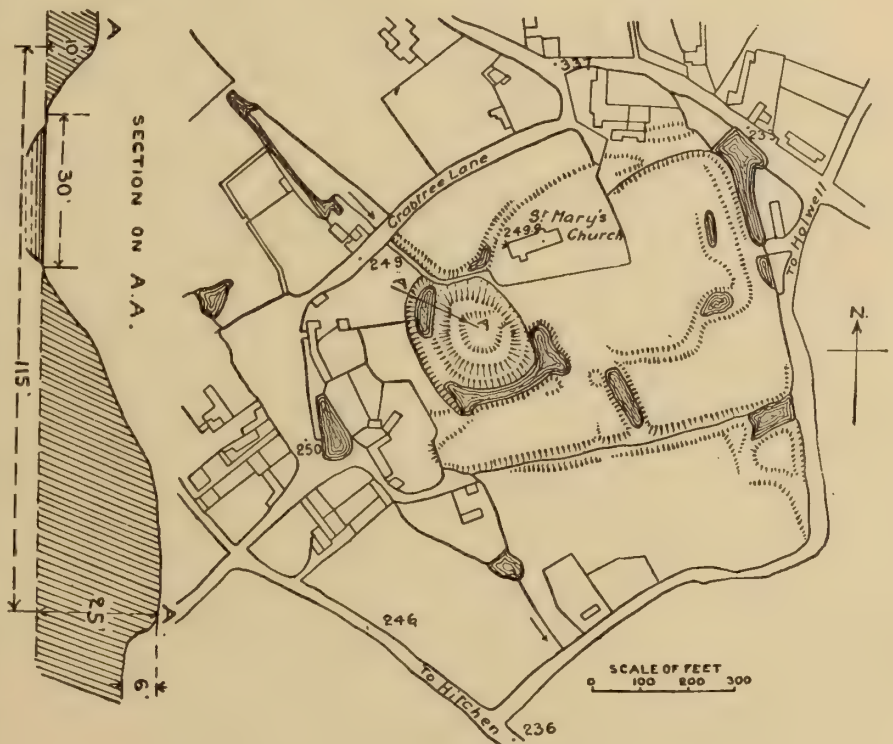 A
10'
30'
SECTION ON A.A.
115'
25'
A
6'
.337
.233
Crabtree Lane
St Mary's
Church
249
249
To Holwell
A
A
N.
250
246
To Hitchen
236
SCALE OF FEET
0 100 200 300